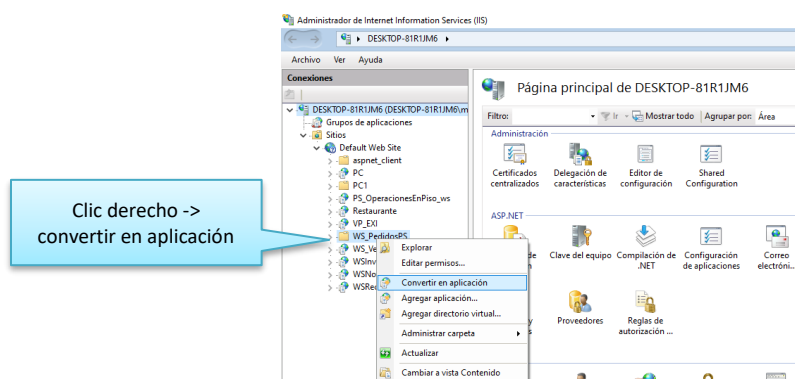 Administrador de Internet Information Services (IIS)
DESKTOP-81R1JM6
Archivo Ver Ayuda
Conexiones
DESKTOP-81R1JM6 (DESKTOP-81R1JM6\m
Grupos de aplicaciones
Sitios
Default Web Site
aspnet_client
PC
PC1
PS_OperacionesEnPiso_ws
Restaurante
VP_EXI
WS_PedidosPS
WS_Ve
WSInv
WSNo
WSRec
Clic derecho ->
convertir en aplicación
Explorar
Editar permisos...
Convertir en aplicación
Agregar aplicación...
Agregar directorio virtual...
Administrar carpeta
Actualizar
Cambiar a vista Contenido
Página principal de DESKTOP-81R1JM6
Filtro: Ir Mostrar todo Agrupar por: Área
Administración
Certificados centralizados
Delegación de características
Editor de configuración
Shared Configuration
ASP.NET
de
Clave del equipo
Compilación de .NET
Configuración de aplicaciones
Correo electróni...
Proveedores
Reglas de autorización ...